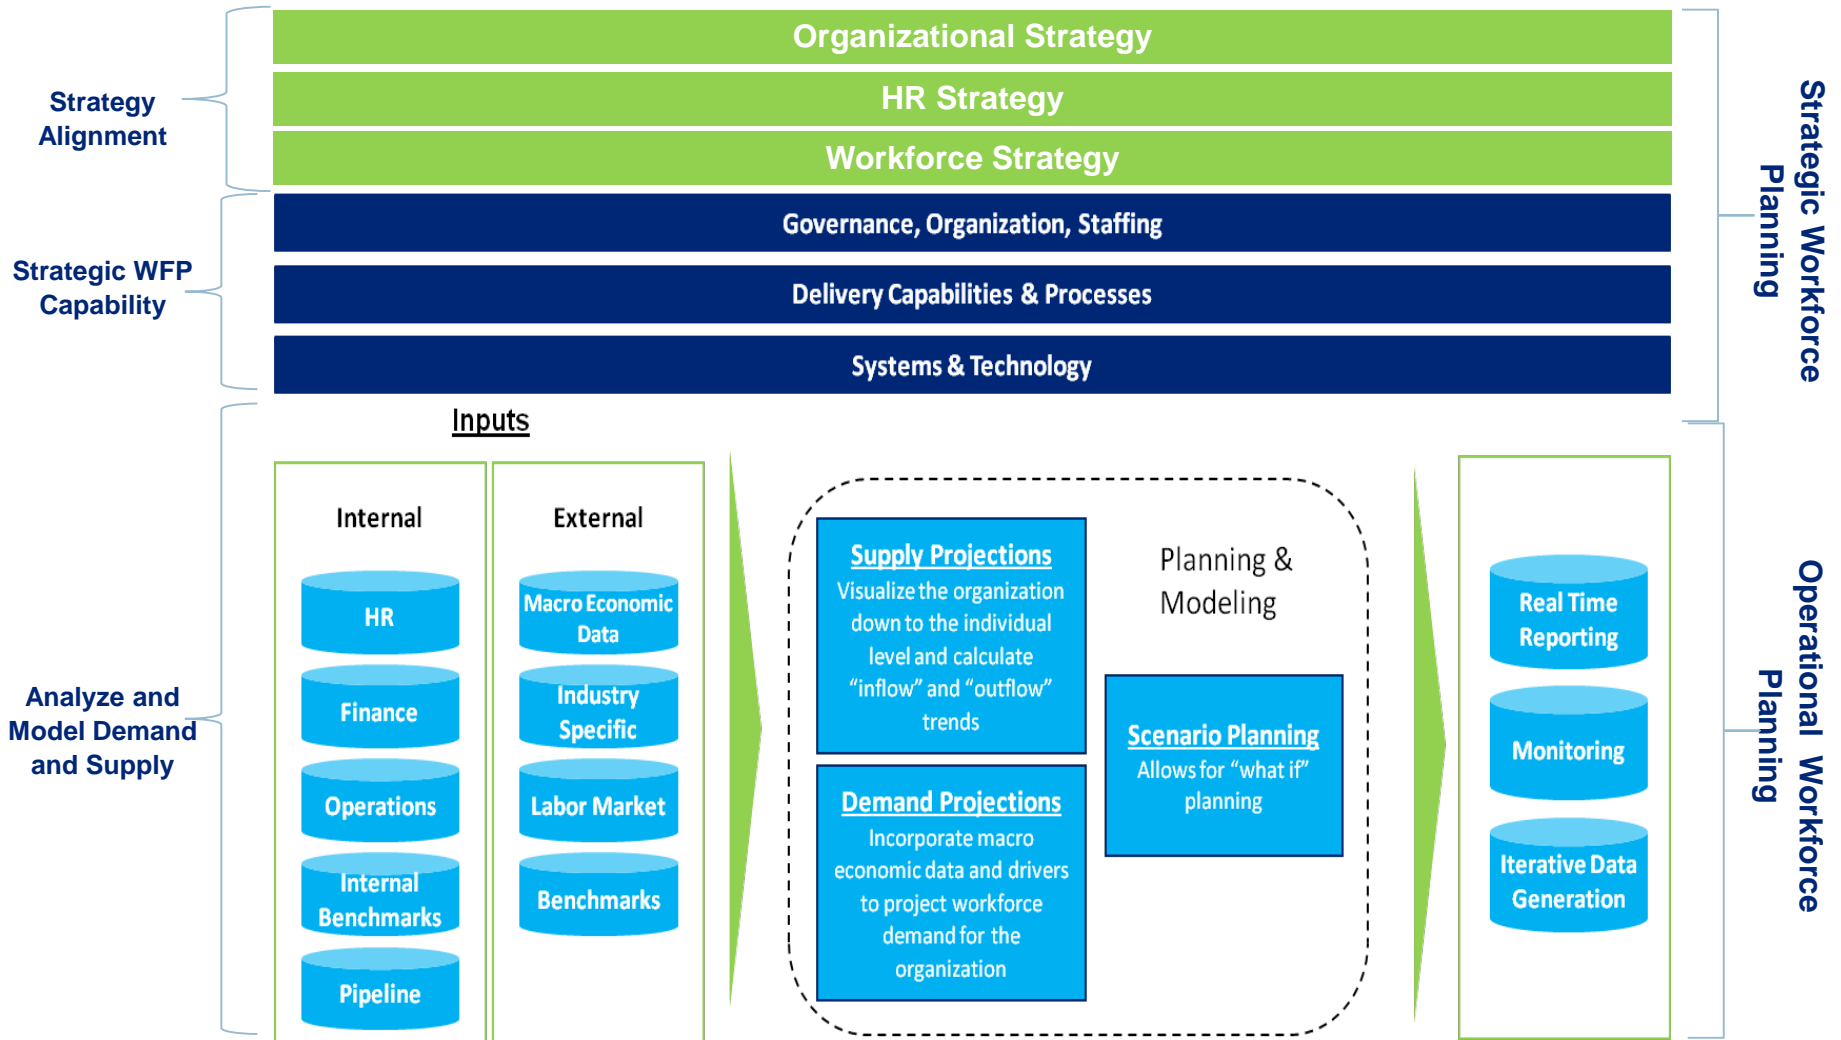 Organizational Strategy
HR Strategy
Workforce Strategy
Strategy
Alignment
Governance, Organization, Staffing
Delivery Capabilities & Processes
Systems & Technology
Strategic WFP
Capability
Strategic Workforce
Planning
Inputs
Internal
HR
Finance
Operations
Internal
Benchmarks
Pipeline
External
Macro Economic
Data
Industry
Specific
Labor Market
Benchmarks
Analyze and
Model Demand
and Supply
Supply Projections
Visualize the organization
down to the individual
level and calculate
“inflow” and “outflow”
trends
Demand Projections
Incorporate macro
economic data and drivers
to project workforce
demand for the
organization
Planning &
Modeling
Scenario Planning
Allows for “what if”
planning
Real Time
Reporting
Monitoring
Iterative Data
Generation
Operational Workforce
Planning